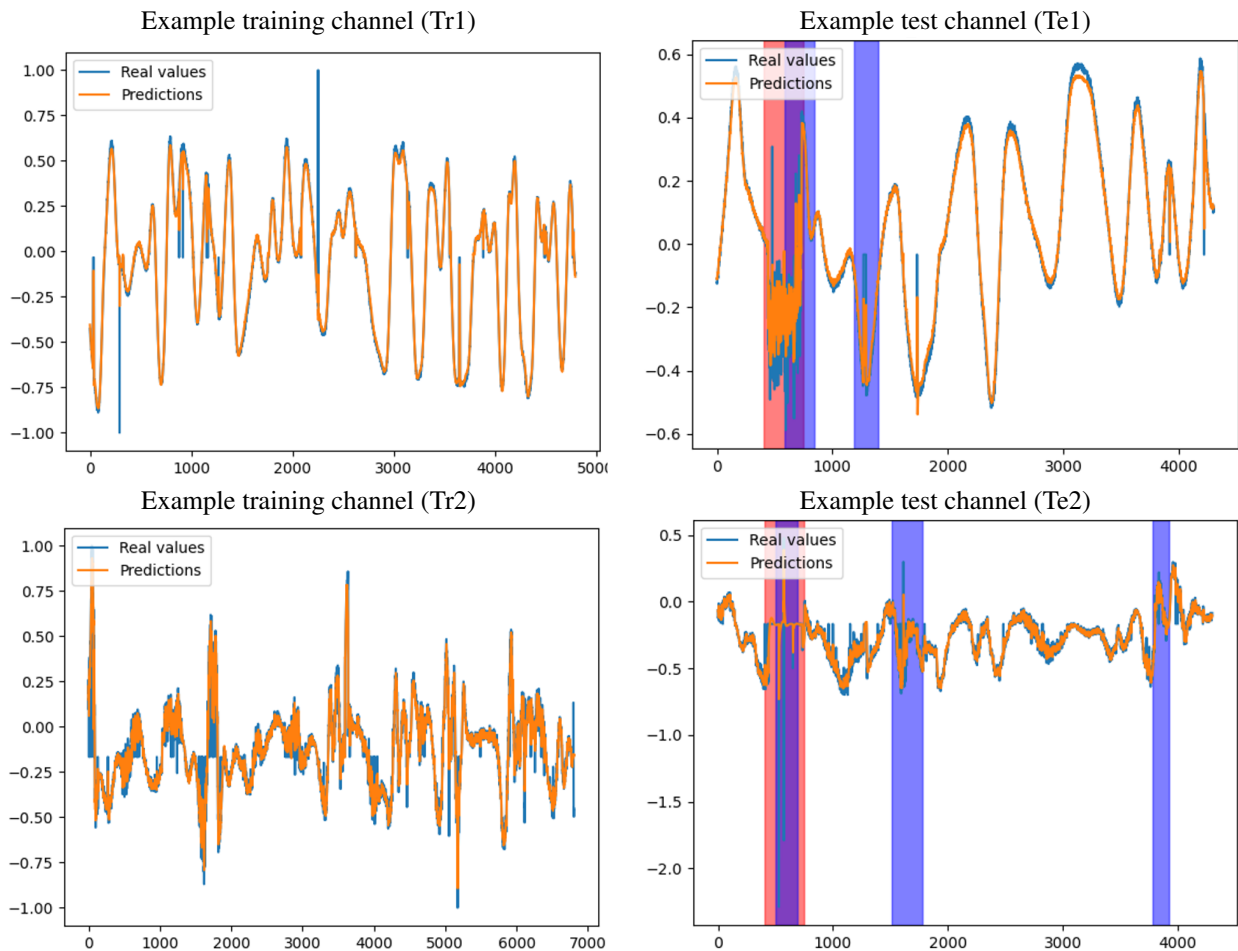 Example training channel (Tr1)
1.00
0.75
0.50
0.25
0.00
−0.25
−0.50
−0.75
−1.00
Real values
Predictions
0 1000 2000 3000 4000 5000
Example test channel (Te1)
0.6
0.4
0.2
0.0
−0.2
−0.4
−0.6
Real values
Predictions
0 1000 2000 3000 4000
Example training channel (Tr2)
1.00
0.75
0.50
0.25
0.00
−0.25
−0.50
−0.75
−1.00
Real values
Predictions
0 1000 2000 3000 4000 5000 6000 7000
Example test channel (Te2)
0.5
0.0
−0.5
−1.0
−1.5
−2.0
Real values
Predictions
0 1000 2000 3000 4000